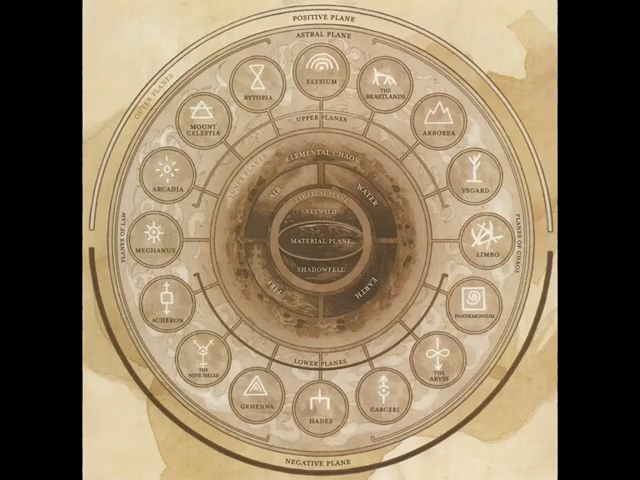 POSITIVE PLANE
ASTRAL PLANE
OUTER PLANES
ELYSIUM
BYTOPIA
THE
BEASTLANDS
MOUNT
CELESTIA
ARBOREA
UPPER PLANES
INNER PLANES
ELEMENTAL CHAOS
ARCADIA
YSGARD
AIR
WATER
ETHEREAL PLANE
FEYWILD
PLANES OF LAW
MECHANUS
MATERIAL PLANE
LIMBO
PLANES OF CHAOS
SHADOWFELL
FIRE
EARTH
ACHERON
PANDEMONIUM
LOWER PLANES
THE
NINE HELLS
THE
ABYSS
GEHENNA
CARCERI
HADES
NEGATIVE PLANE